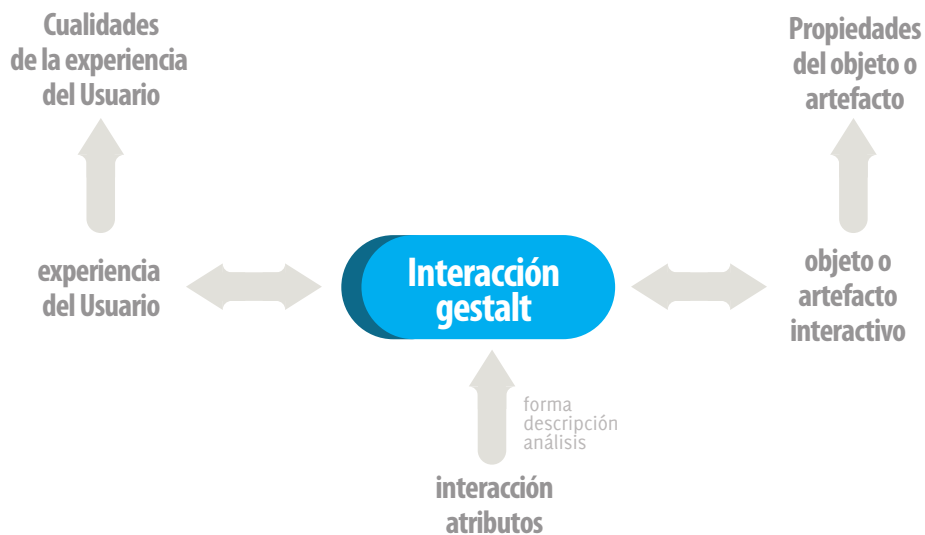 Cualidades
de la experiencia
del Usuario
Propiedades
del objeto o
artefacto
experiencia
del Usuario
Interacción
gestalt
objeto o
artefacto
interactivo
forma
descripción
análisis
interacción
atributos